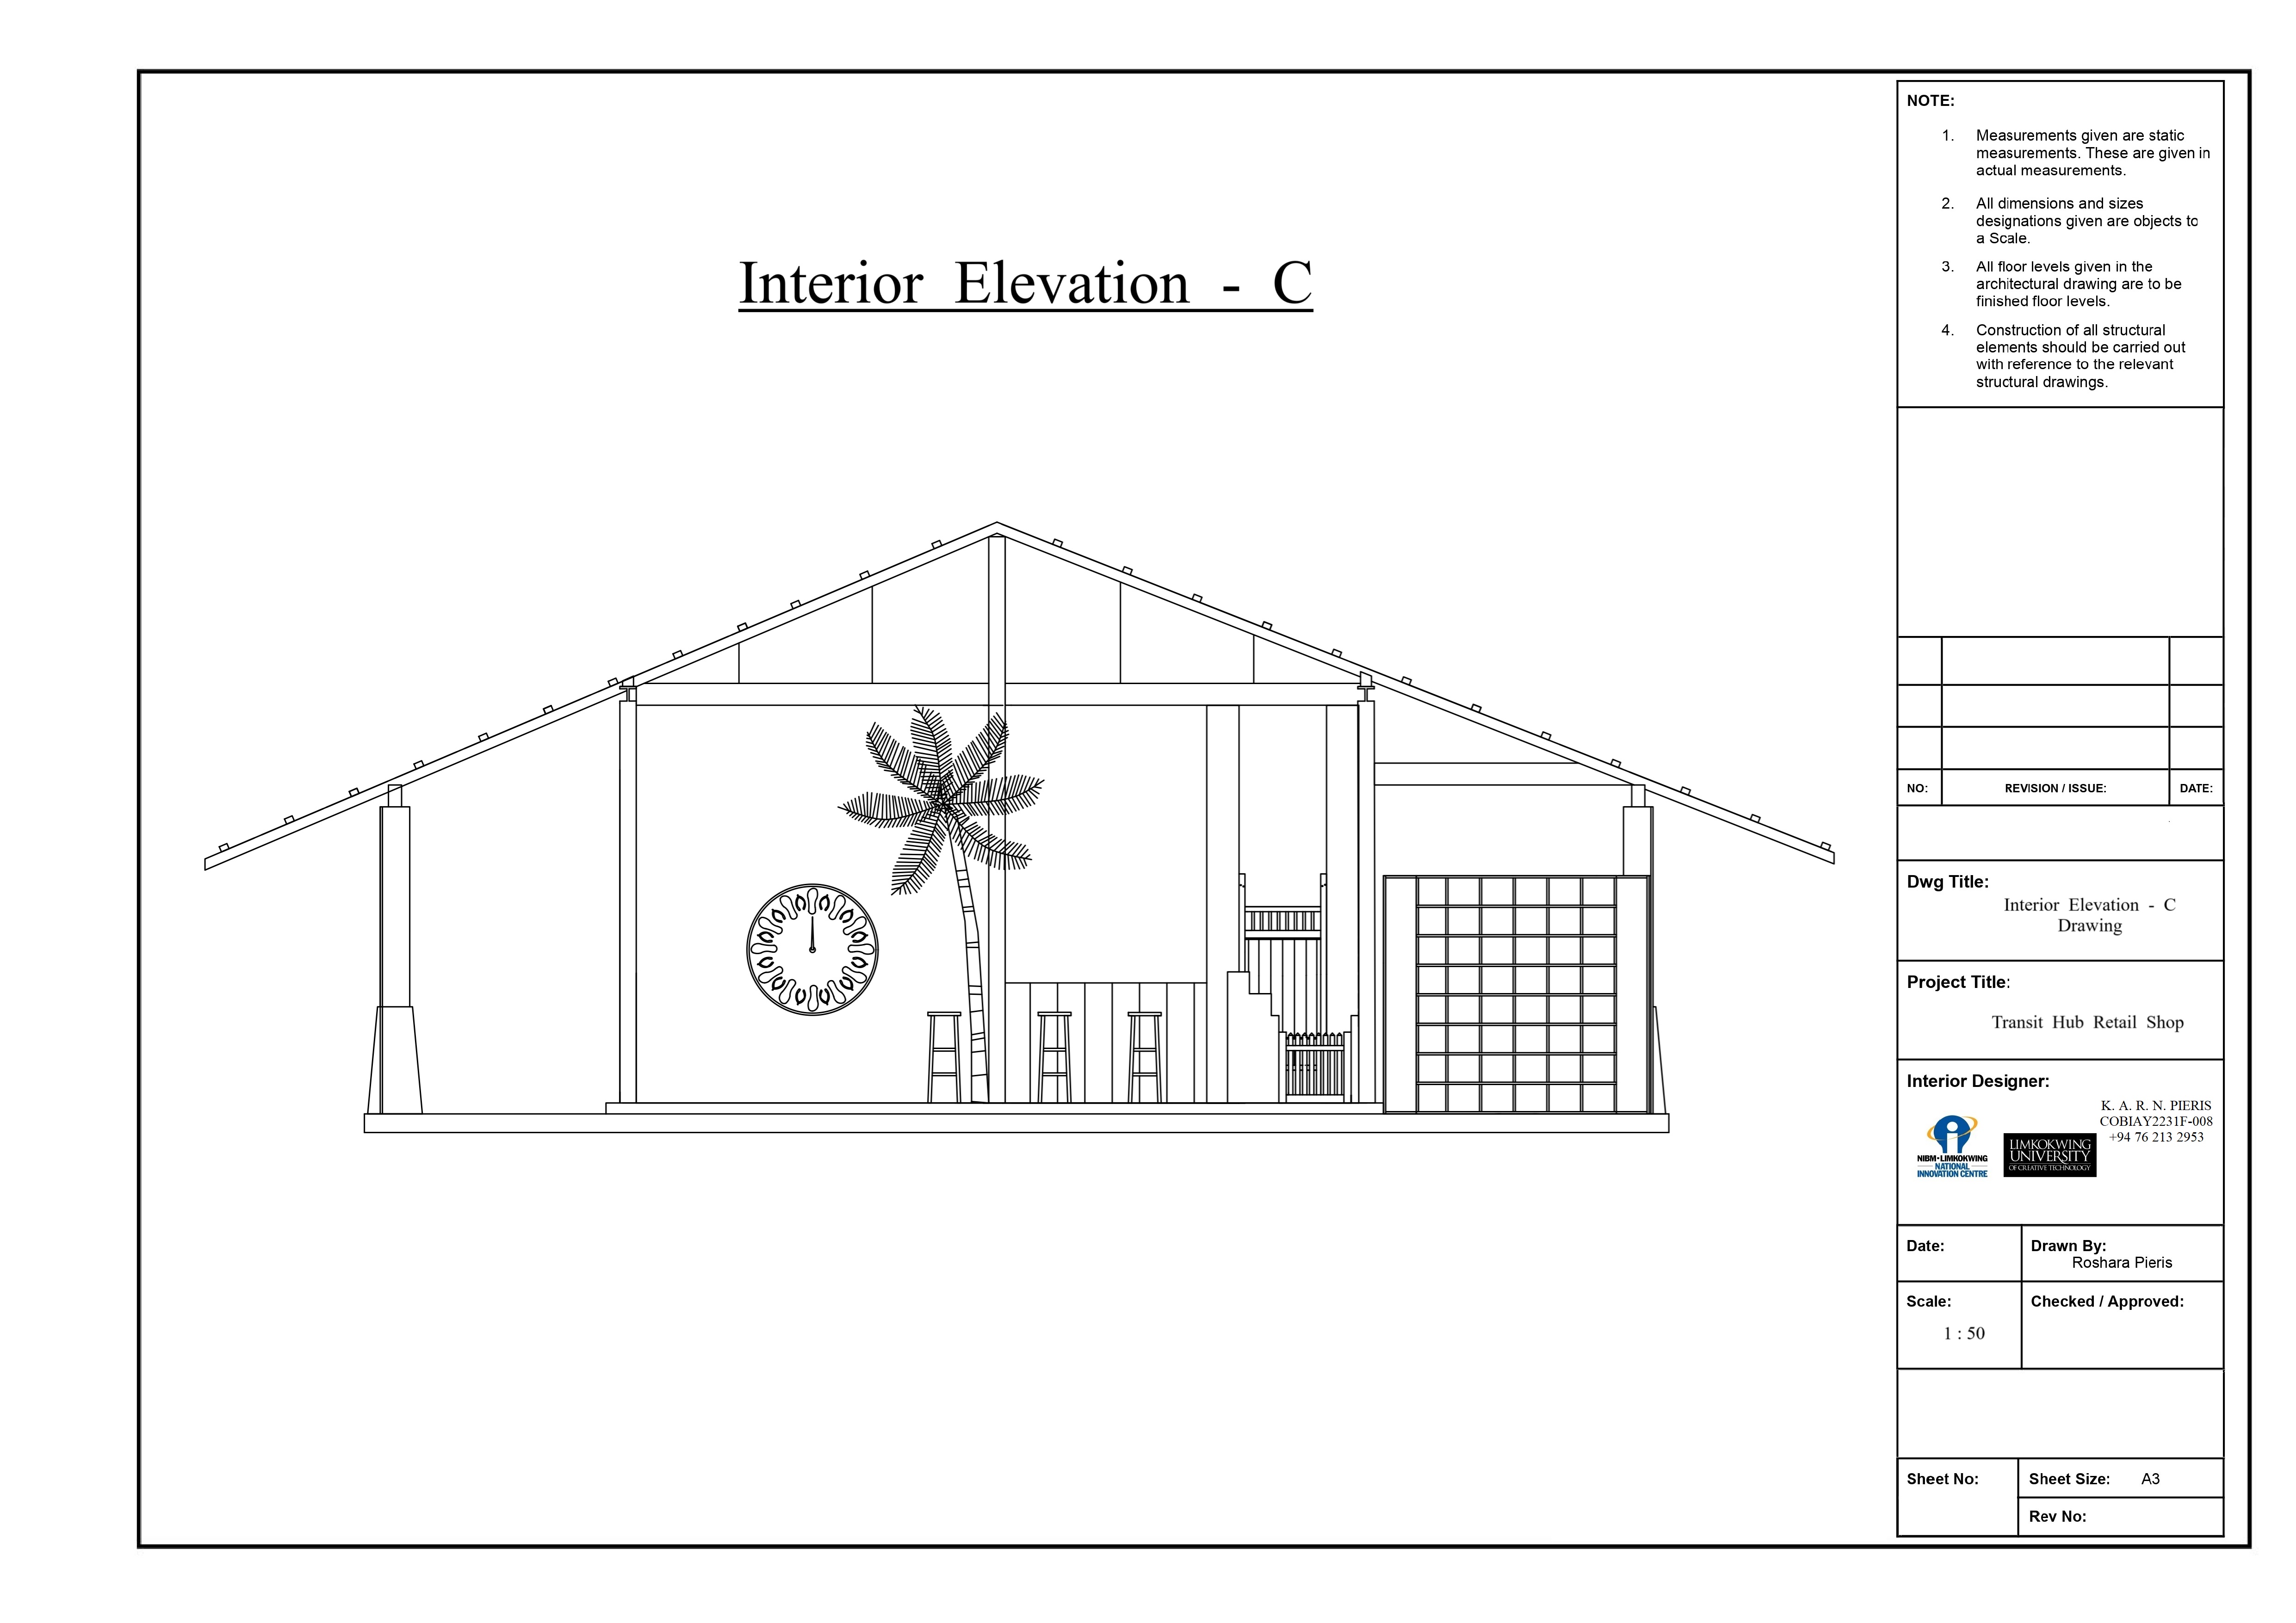 Interior Elevation - C
NOTE:
1. Measurements given are static
measurements. These are given in
actual measurements.
2. All dimensions and sizes
designations given are objects to
a Scale.
3. All floor levels given in the
architectural drawing are to be
finished floor levels.
4. Construction of all structural
elements should be carried out
with reference to the relevant
structural drawings.
NO: REVISION / ISSUE: DATE:
Dwg Title:
Interior Elevation - C
Drawing
Project Title:
Transit Hub Retail Shop
Interior Designer:
K. A. R. N. PIERIS
COBIAY2231F-008
+94 76 213 2953
NIBM-LIMKOKWING
NATIONAL
INNOVATION CENTRE
LIMKOKWING
UNIVERSITY
OF CREATIVE TECHNOLOGY
Date:
Drawn By:
Roshara Pieris
Scale:
1 : 50
Checked / Approved:
Sheet No:
Sheet Size: A3
Rev No: